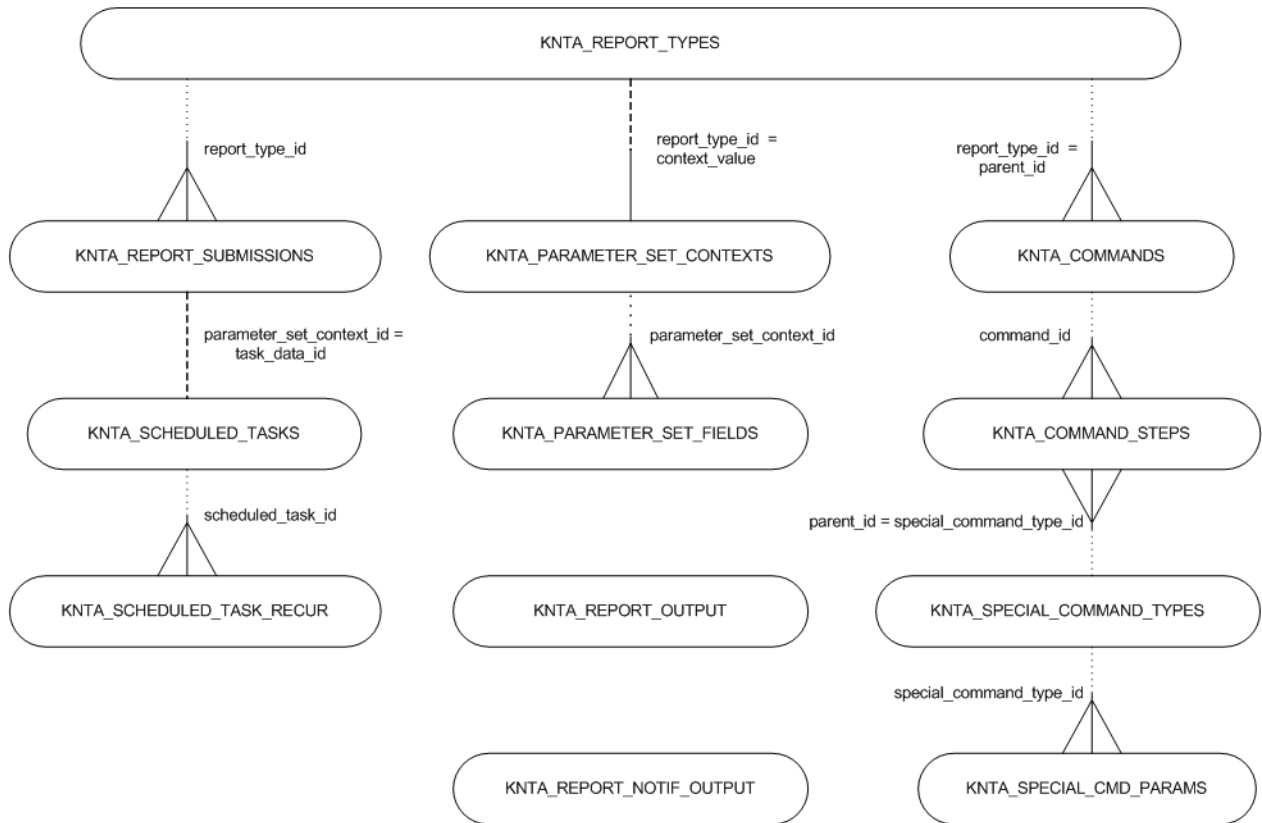 KNTA_REPORT_TYPES
report_type_id
report_type_id =
context_value
report_type_id =
parent_id
KNTA_REPORT_SUBMISSIONS
KNTA_PARAMETER_SET_CONTEXTS
KNTA_COMMANDS
parameter_set_context_id =
task_data_id
parameter_set_context_id
command_id
KNTA_SCHEDULED_TASKS
KNTA_PARAMETER_SET_FIELDS
KNTA_COMMAND_STEPS
scheduled_task_id
parent_id = special_command_type_id
KNTA_SCHEDULED_TASK_RECUR
KNTA_REPORT_OUTPUT
KNTA_SPECIAL_COMMAND_TYPES
special_command_type_id
KNTA_REPORT_NOTIF_OUTPUT
KNTA_SPECIAL_CMD_PARAMS